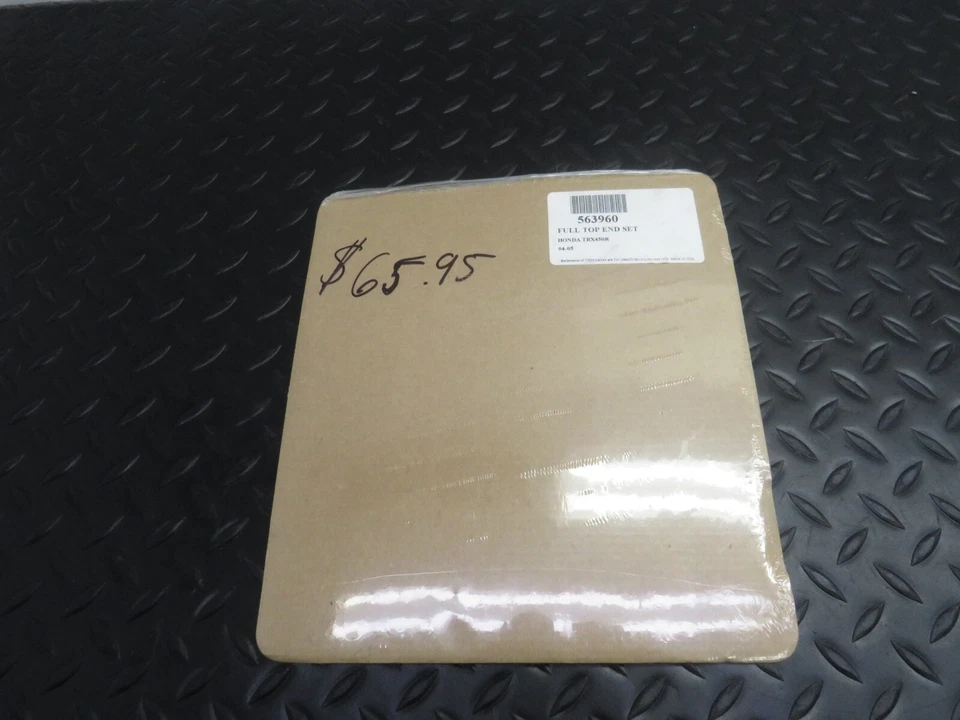 563960
FULL TOP END SET
HONDA TRX450R
04-05
$65.95